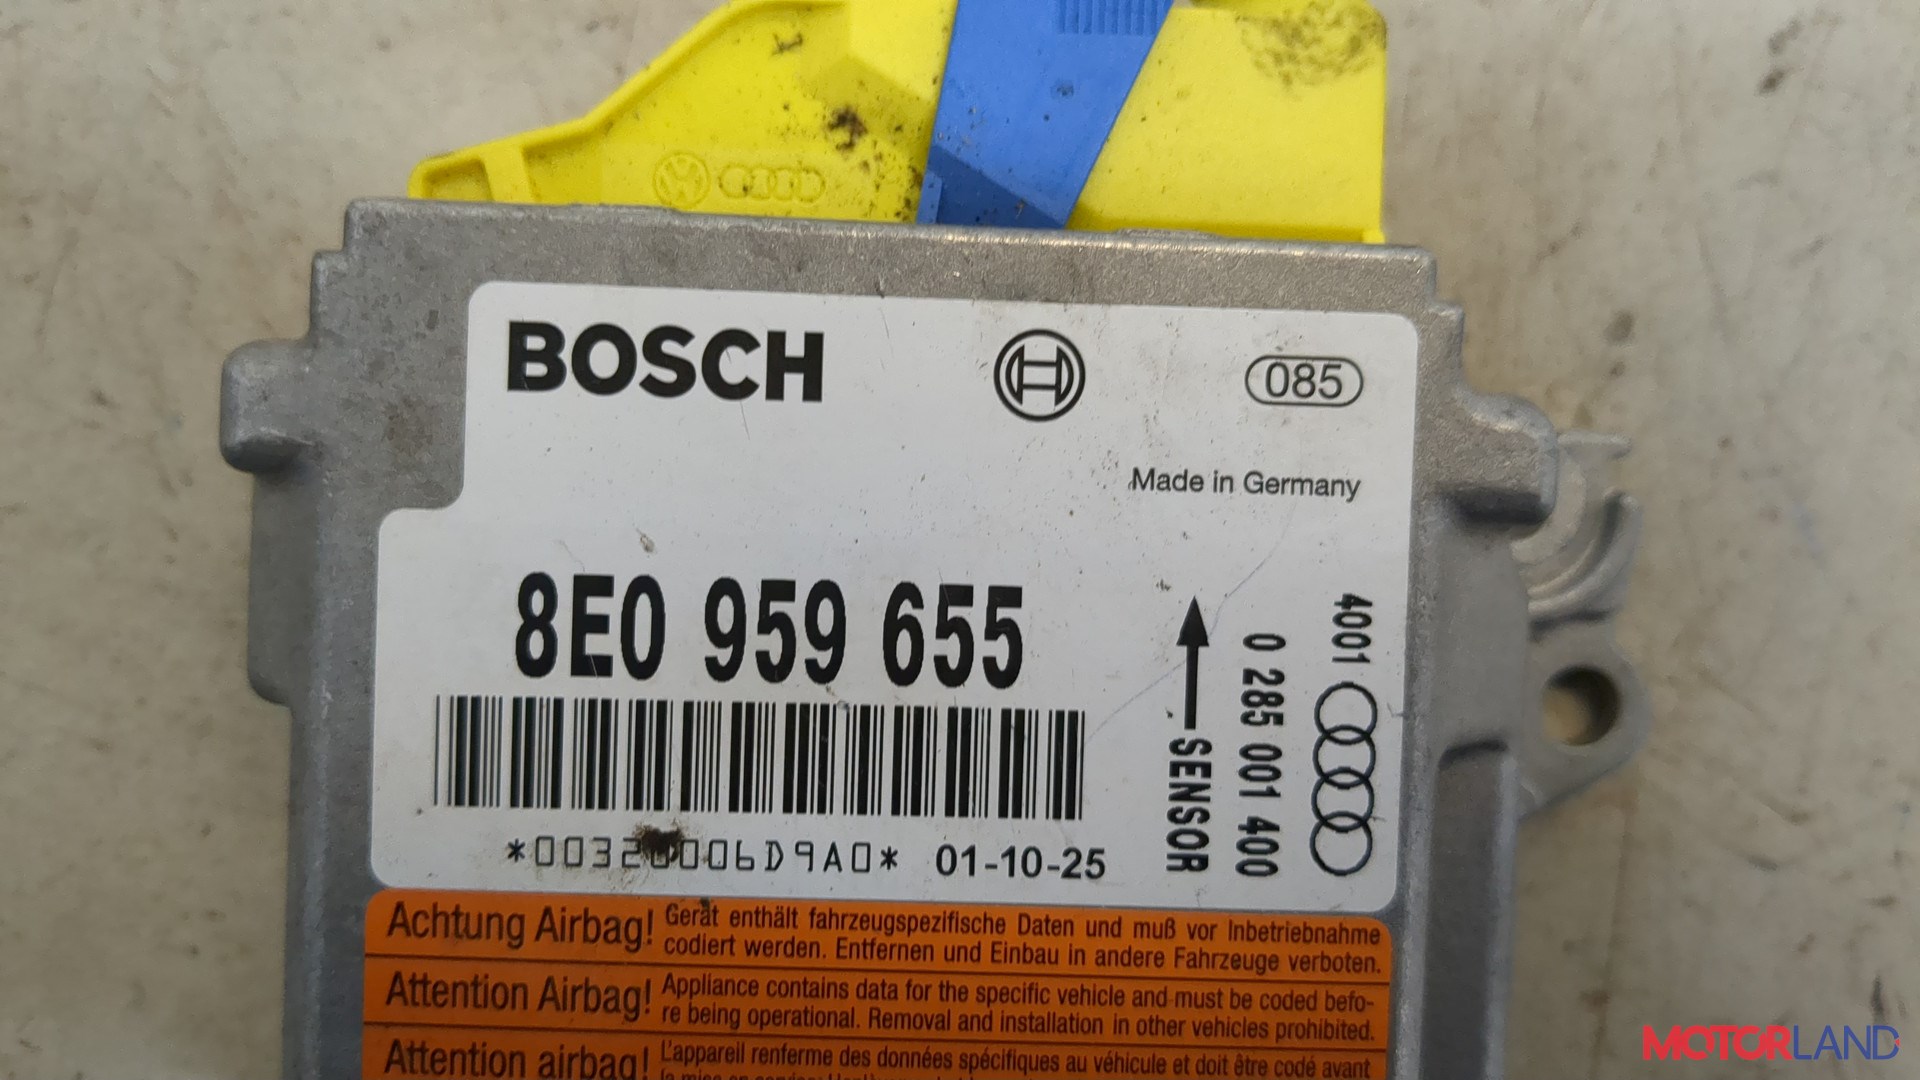 BOSCH
085
Made in Germany
8E0 959 655
SENSOR
0 285 001 400
4001
01-10-25
Achtung Airbag! Gerät enthält fahrzeugspezifische Daten und muß vor Inbetriebnahme
codiert werden. Entfernen und Einbau in andere Fahrzeuge verboten.
Attention Airbag! Appliance contains data for the specific vehicle and must be coded befo-
re being operational. Removal and installation in other vehicles prohibited.
Attention airbag! L'appareil renferme des données spécifiques au véhicule et doit être codé avant
MOTORLAND